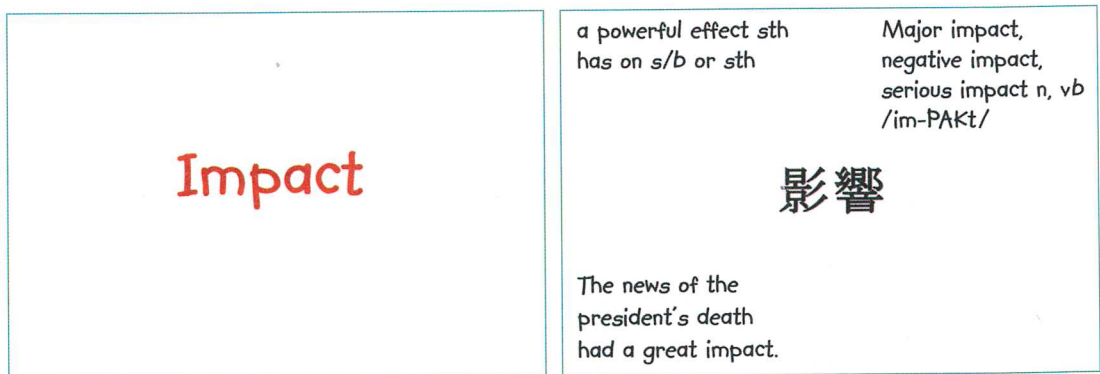 Impact
a powerful effect sth
has on s/b or sth
Major impact,
negative impact,
serious impact n, vb
/im-PAKt/
影響
The news of the
president's death
had a great impact.